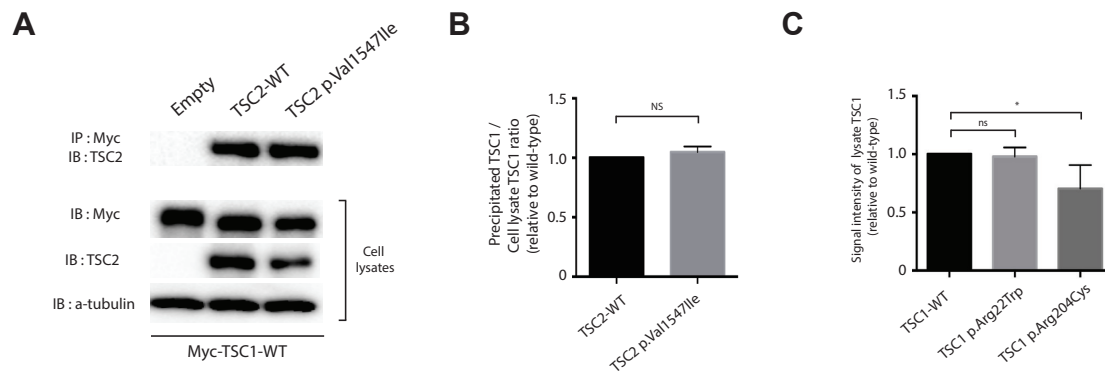 A
Empty
TSC2-WT
TSC2 p.Val1547Ile
IP : Myc
IB : TSC2
IB : Myc
IB : TSC2
IB : a-tubulin
Cell
lysates
Myc-TSC1-WT
B
Precipitated TSC1 /
Cell lysate TSC1 ratio
(relative to wild-type)
1.5
1.0
0.5
0
NS
TSC2-WT
TSC2 p.Val1547Ile
C
Signal intensity of lysate TSC1
(relative to wild-type)
1.5
1.0
0.5
0
*
ns
TSC1-WT
TSC1 p.Arg22Trp
TSC1 p.Arg204Cys